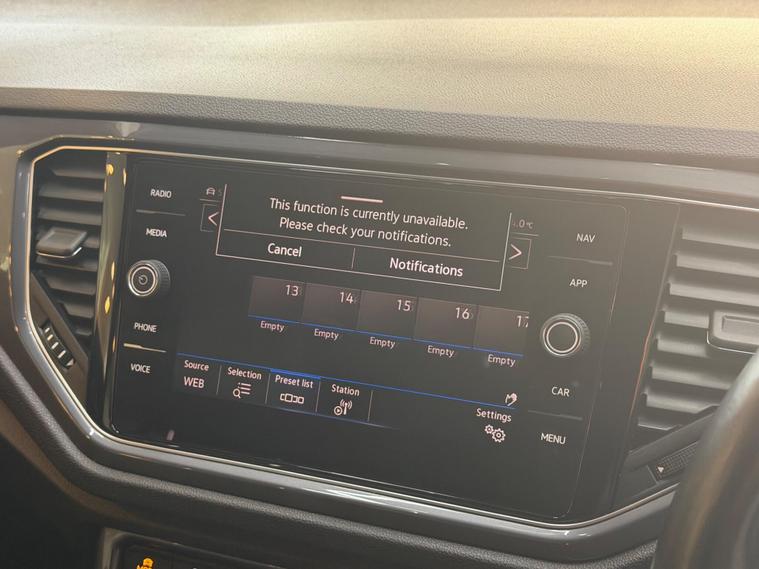 RADIO
MEDIA
PHONE
VOICE
This function is currently unavailable.
Please check your notifications.
Cancel
Notifications
13
14
15
16
17
Empty
Empty
Empty
Empty
Empty
Source
WEB
Selection
Preset list
Station
Settings
NAV
APP
CAR
MENU